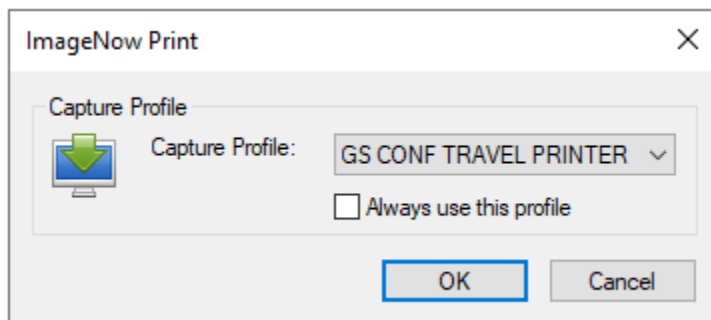 ImageNow Print
Capture Profile
Capture Profile: GS CONF TRAVEL PRINTER
Always use this profile
OK Cancel